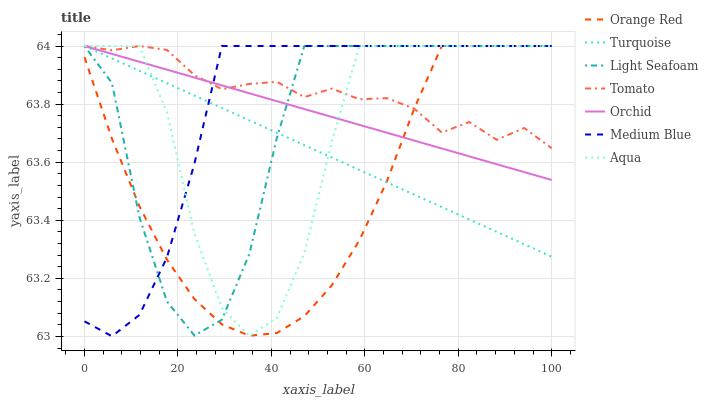 title
64
63.8
63.6
63.4
63.2
63
0
20
40
60
80
100
yaxis_label
xaxis_label
Orange Red
Turquoise
Light Seafoam
Tomato
Orchid
Medium Blue
Aqua